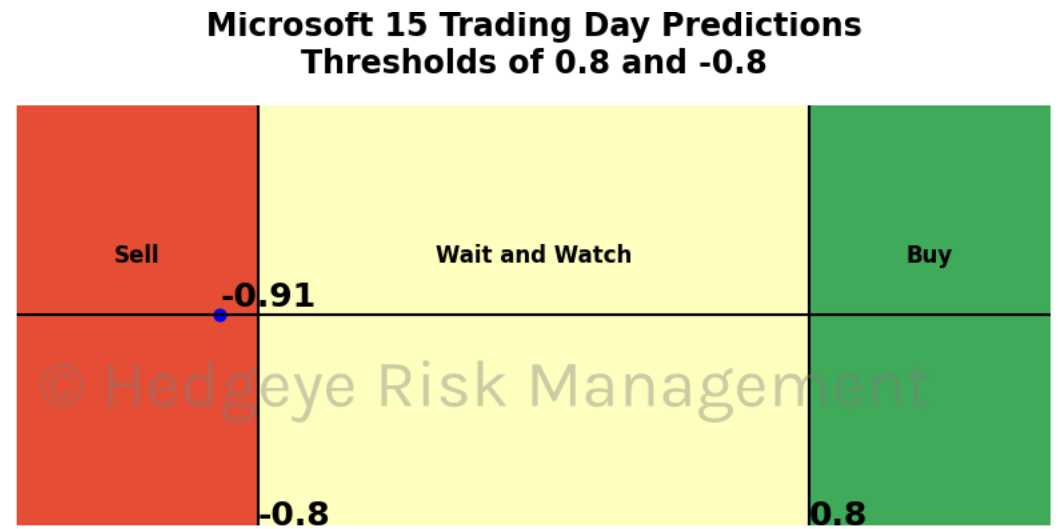 Microsoft 15 Trading Day Predictions
Thresholds of 0.8 and -0.8
Sell
Wait and Watch
Buy
-0.91
© Hedgeye Risk Management
-0.8
0.8